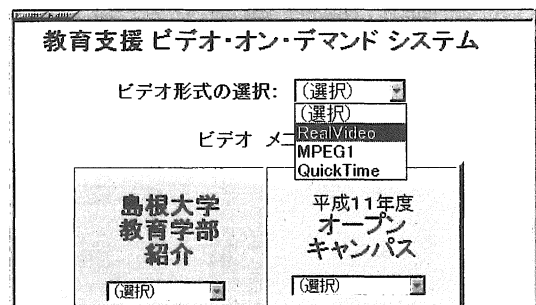 教育支援 ビデオ・オン・デマンド システム
ビデオ形式の選択: (選択)
(選択)
RealVideo
ビデオ メニ
MPEG1
QuickTime
島根大学
教育学部
紹介
(選択)
平成11年度
オープン
キャンパス
(選択)